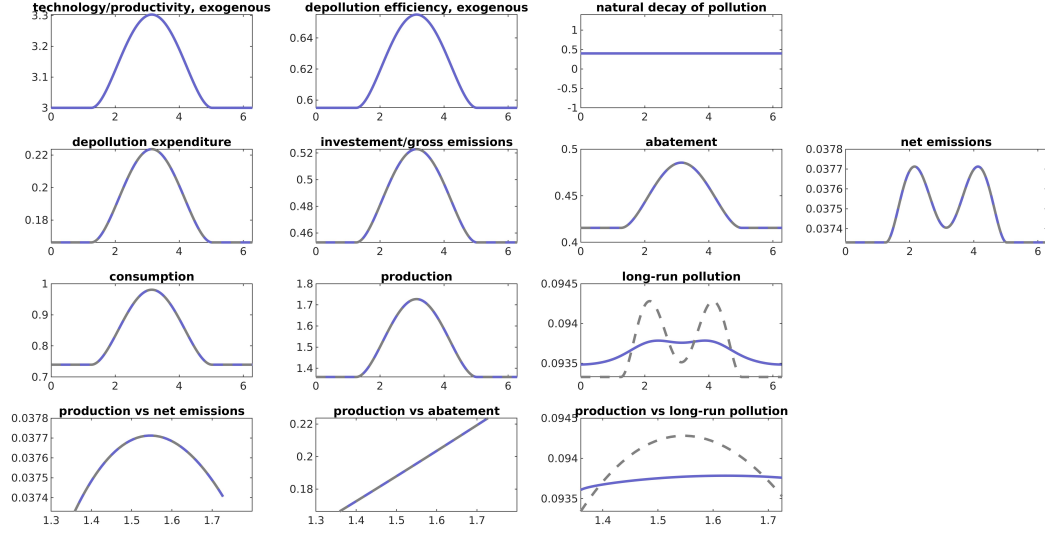 technology/productivity, exogenous
depollution efficiency, exogenous
natural decay of pollution
3.3
3.2
3.1
3
0 2 4 6
0.64
0.62
0.6
0 2 4 6
1
0.5
0
-0.5
-1
0 2 4 6
depollution expenditure
investement/gross emissions
abatement
net emissions
0.22
0.2
0.18
0 2 4 6
0.52
0.5
0.48
0.46
0 2 4 6
0.5
0.45
0.4
0 2 4 6
0.0378
0.0377
0.0376
0.0375
0.0374
0 2 4 6
consumption
production
long-run pollution
1
0.9
0.8
0.7
0 2 4 6
1.8
1.7
1.6
1.5
1.4
0 2 4 6
0.0945
0.094
0.0935
0 2 4 6
production vs net emissions
production vs abatement
production vs long-run pollution
0.0378
0.0377
0.0376
0.0375
0.0374
1.3 1.4 1.5 1.6 1.7
0.22
0.2
0.18
1.3 1.4 1.5 1.6 1.7
0.0945
0.094
0.0935
1.4 1.5 1.6 1.7